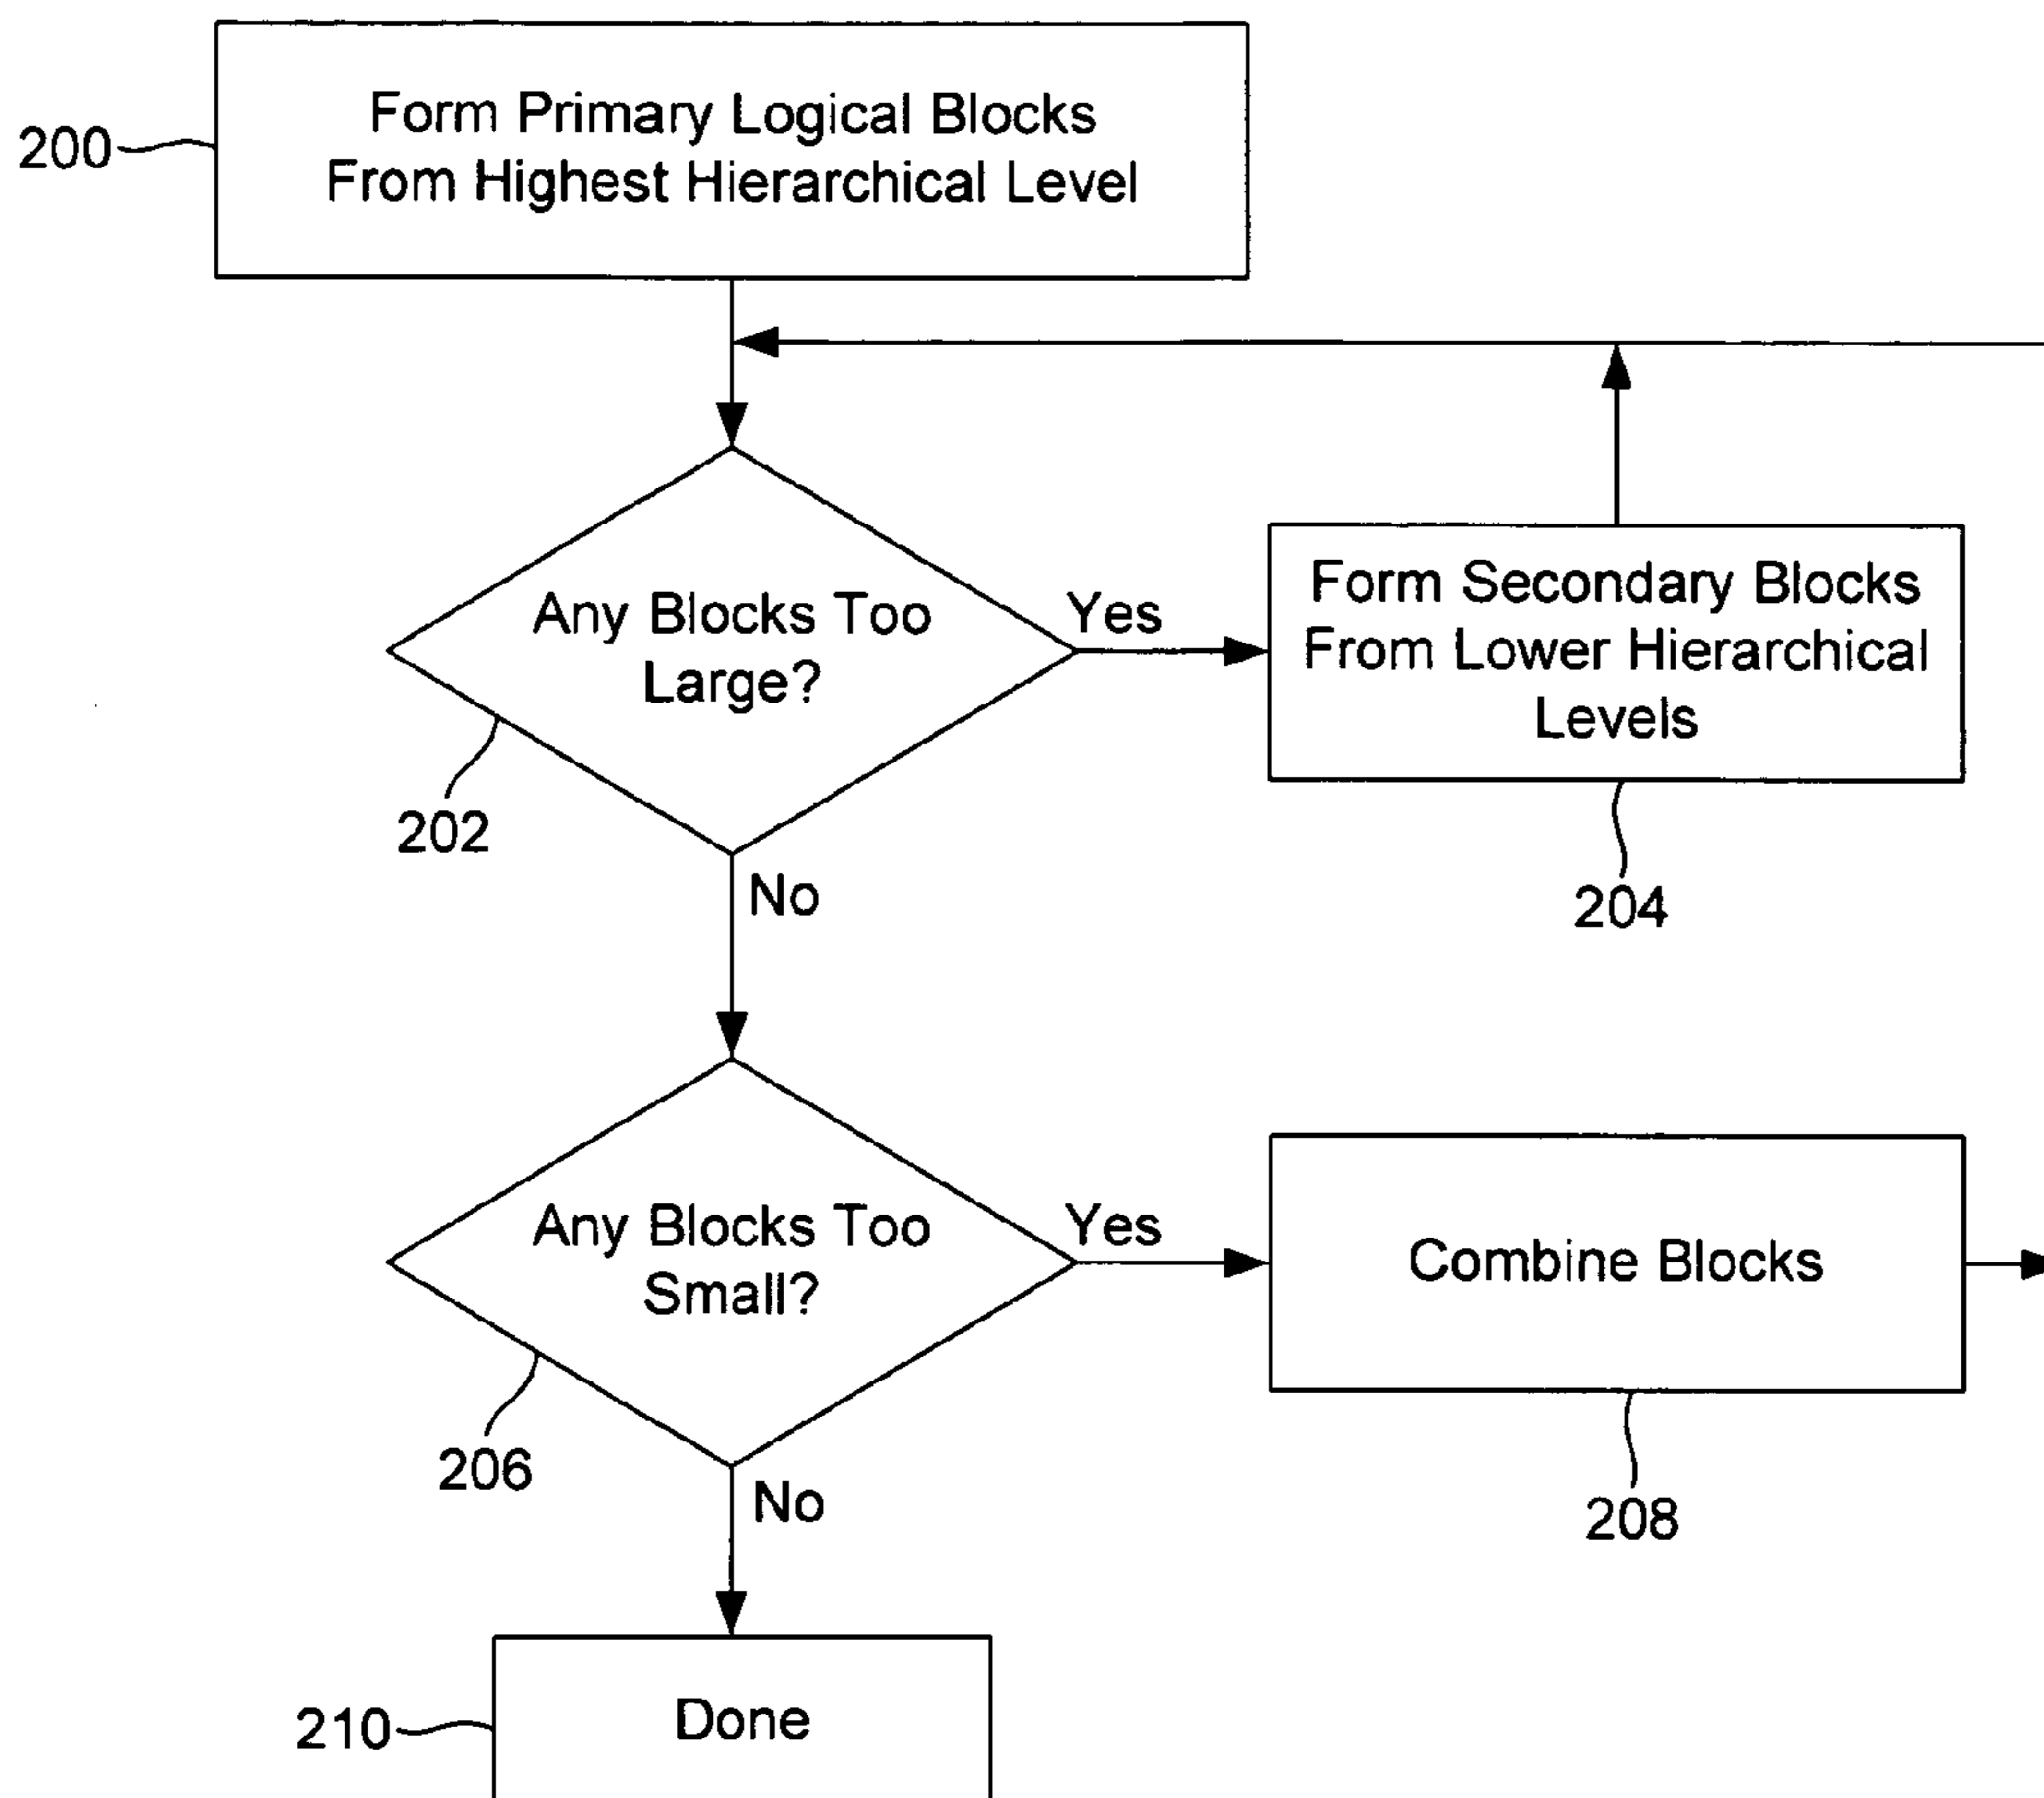 200
Form Primary Logical Blocks
From Highest Hierarchical Level
Any Blocks Too
Large?
Yes
202
No
Form Secondary Blocks
From Lower Hierarchical
Levels
204
Any Blocks Too
Small?
Yes
206
No
Combine Blocks
208
210
Done